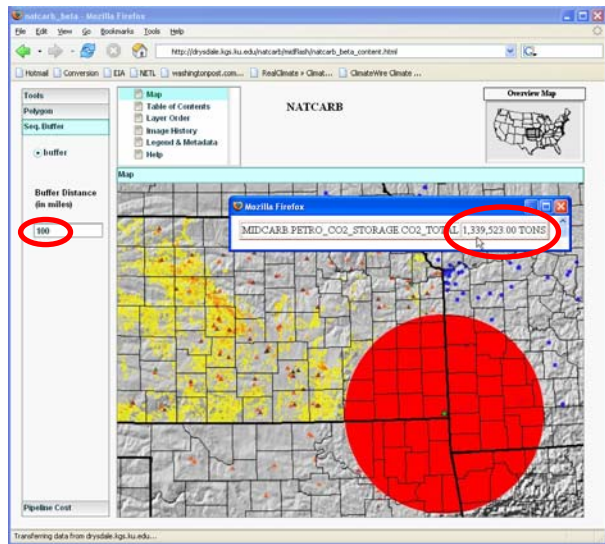 natcarb_beta - Mozilla Firefox
File Edit View Go Bookmarks Tools Help
http://drysdale.kgs.ku.edu/natcarb/midflash/natcarb_beta_content.html
Hotmail Conversion EIA NETL washingtonpost.com... RealClimate » Climat... ClimateWire Climate ...
Tools
Polygon
Seq. Buffer
buffer
Buffer Distance
(in miles)
100
Pipeline Cost
Map
Table of Contents
Layer Order
Image History
Legend & Metadata
Help
NATCARB
Overview Map
Map
Mozilla Firefox
MIDCARB.PETRO_CO2_STORAGE.CO2_TOTAL 1,339,523.00 TONS
Transferring data from drysdale.kgs.ku.edu...